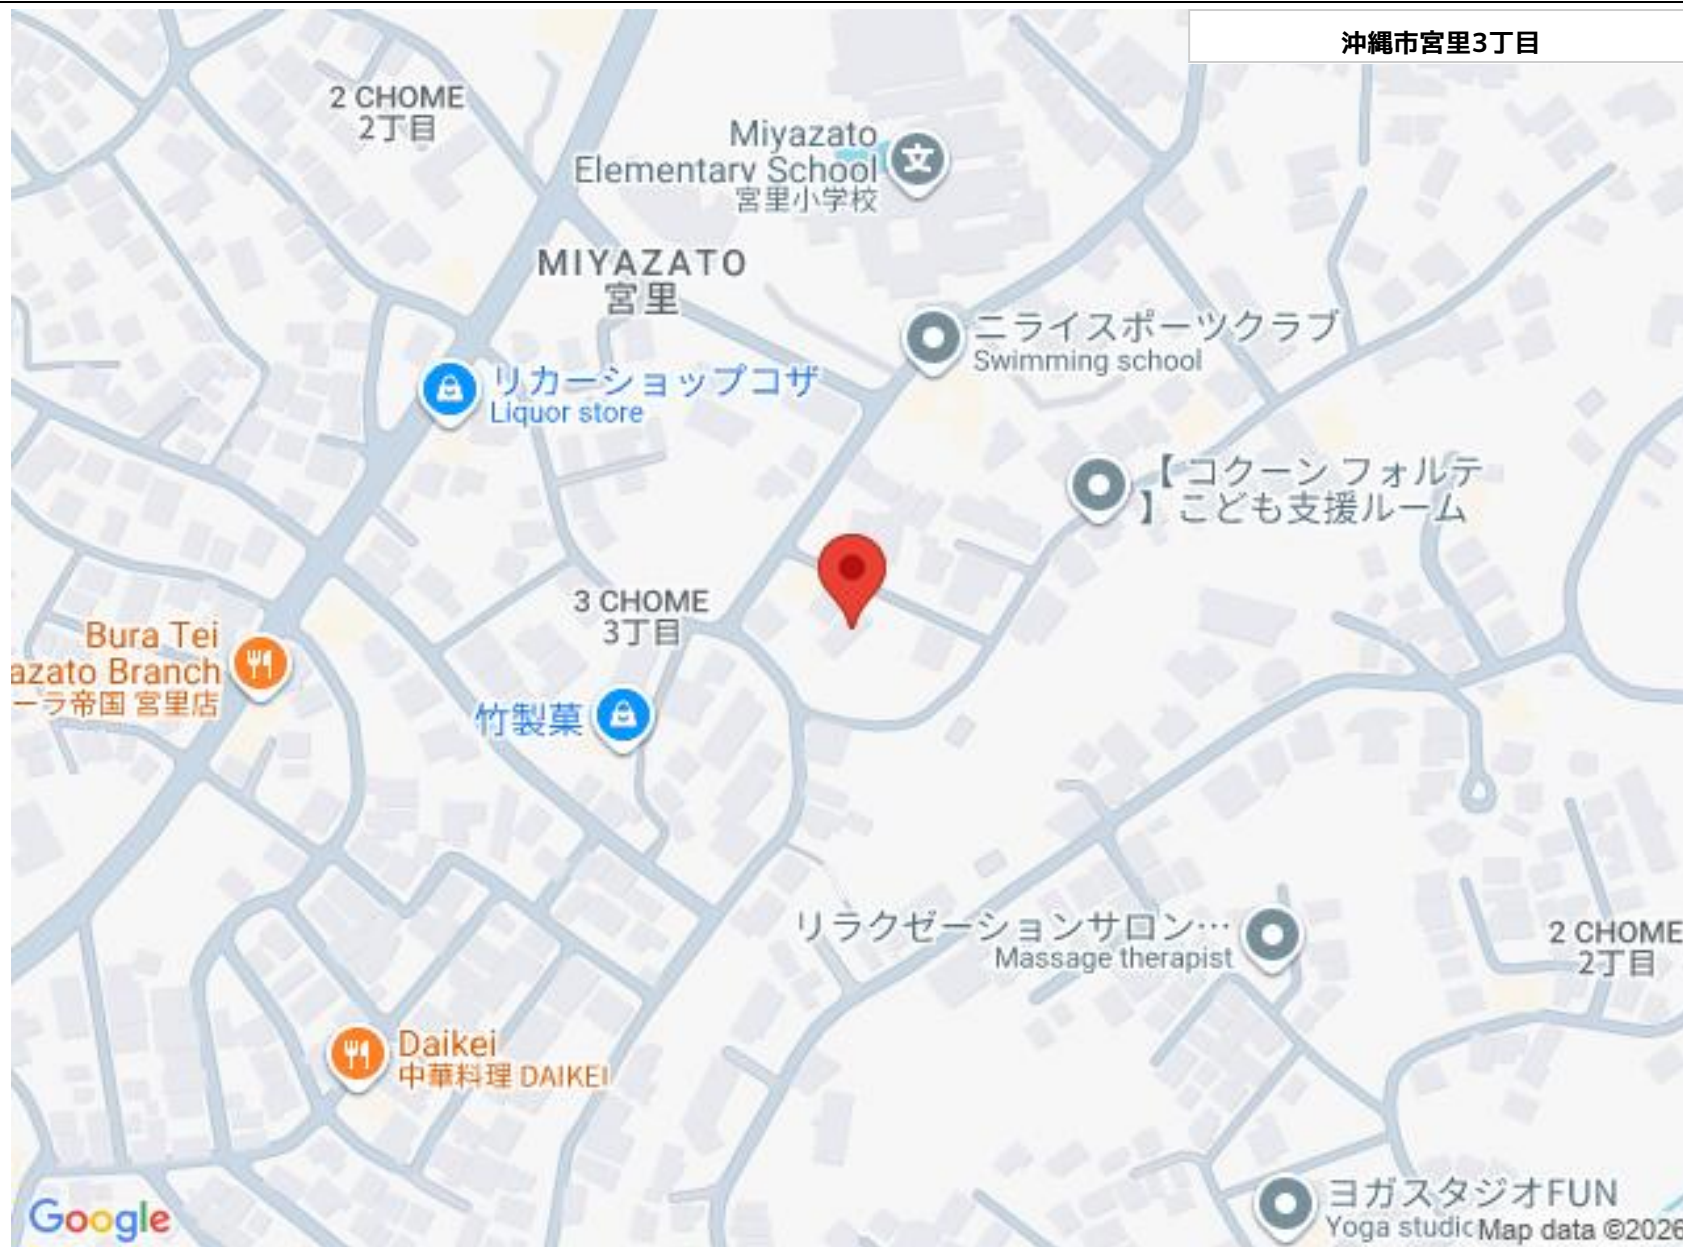 沖縄市宮里3丁目
2 CHOME
2丁目
Miyazato
Elementary School
宮里小学校
MIYAZATO
宮里
ニライスポーツクラブ
Swimming school
リカーショップコザ
Liquor store
【コクーン フォルテ
】こども支援ルーム
3 CHOME
3丁目
Bura Tei
azato Branch
ーラ帝国 宮里店
竹製菓
リラクゼーションサロン…
Massage therapist
2 CHOME
2丁目
Daikei
中華料理 DAIKEI
ヨガスタジオFUN
Yoga studio
Google
Map data ©2026